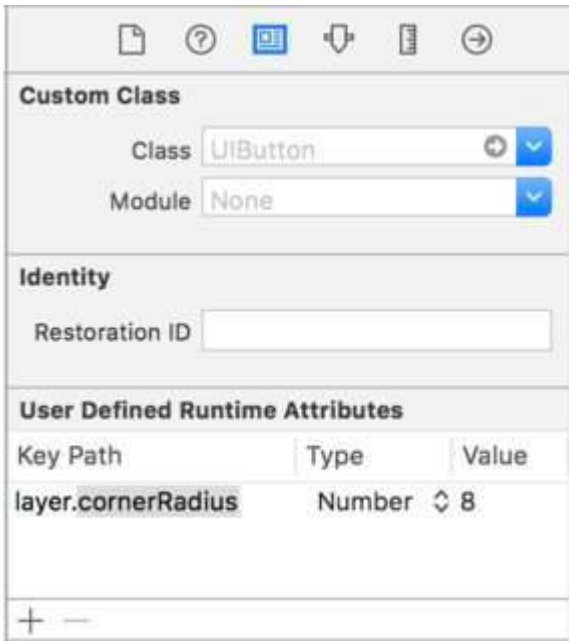 Custom Class
Class UIButton
Module None
Identity
Restoration ID
User Defined Runtime Attributes
Key Path Type Value
layer.cornerRadius Number 8